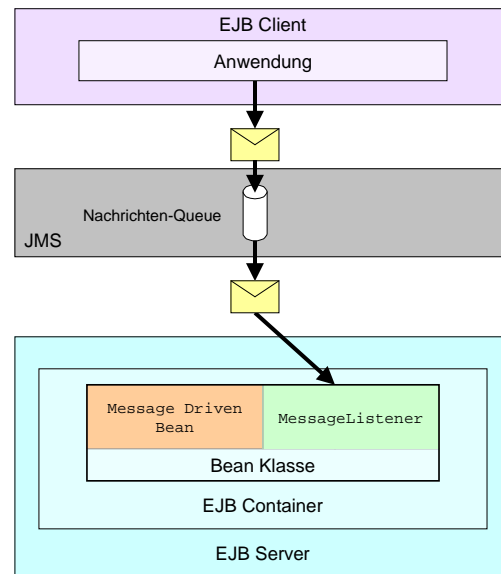 EJB Client
Anwendung
Nachrichten-Queue
JMS
Message Driven
Bean
MessageListener
Bean Klasse
EJB Container
EJB Server